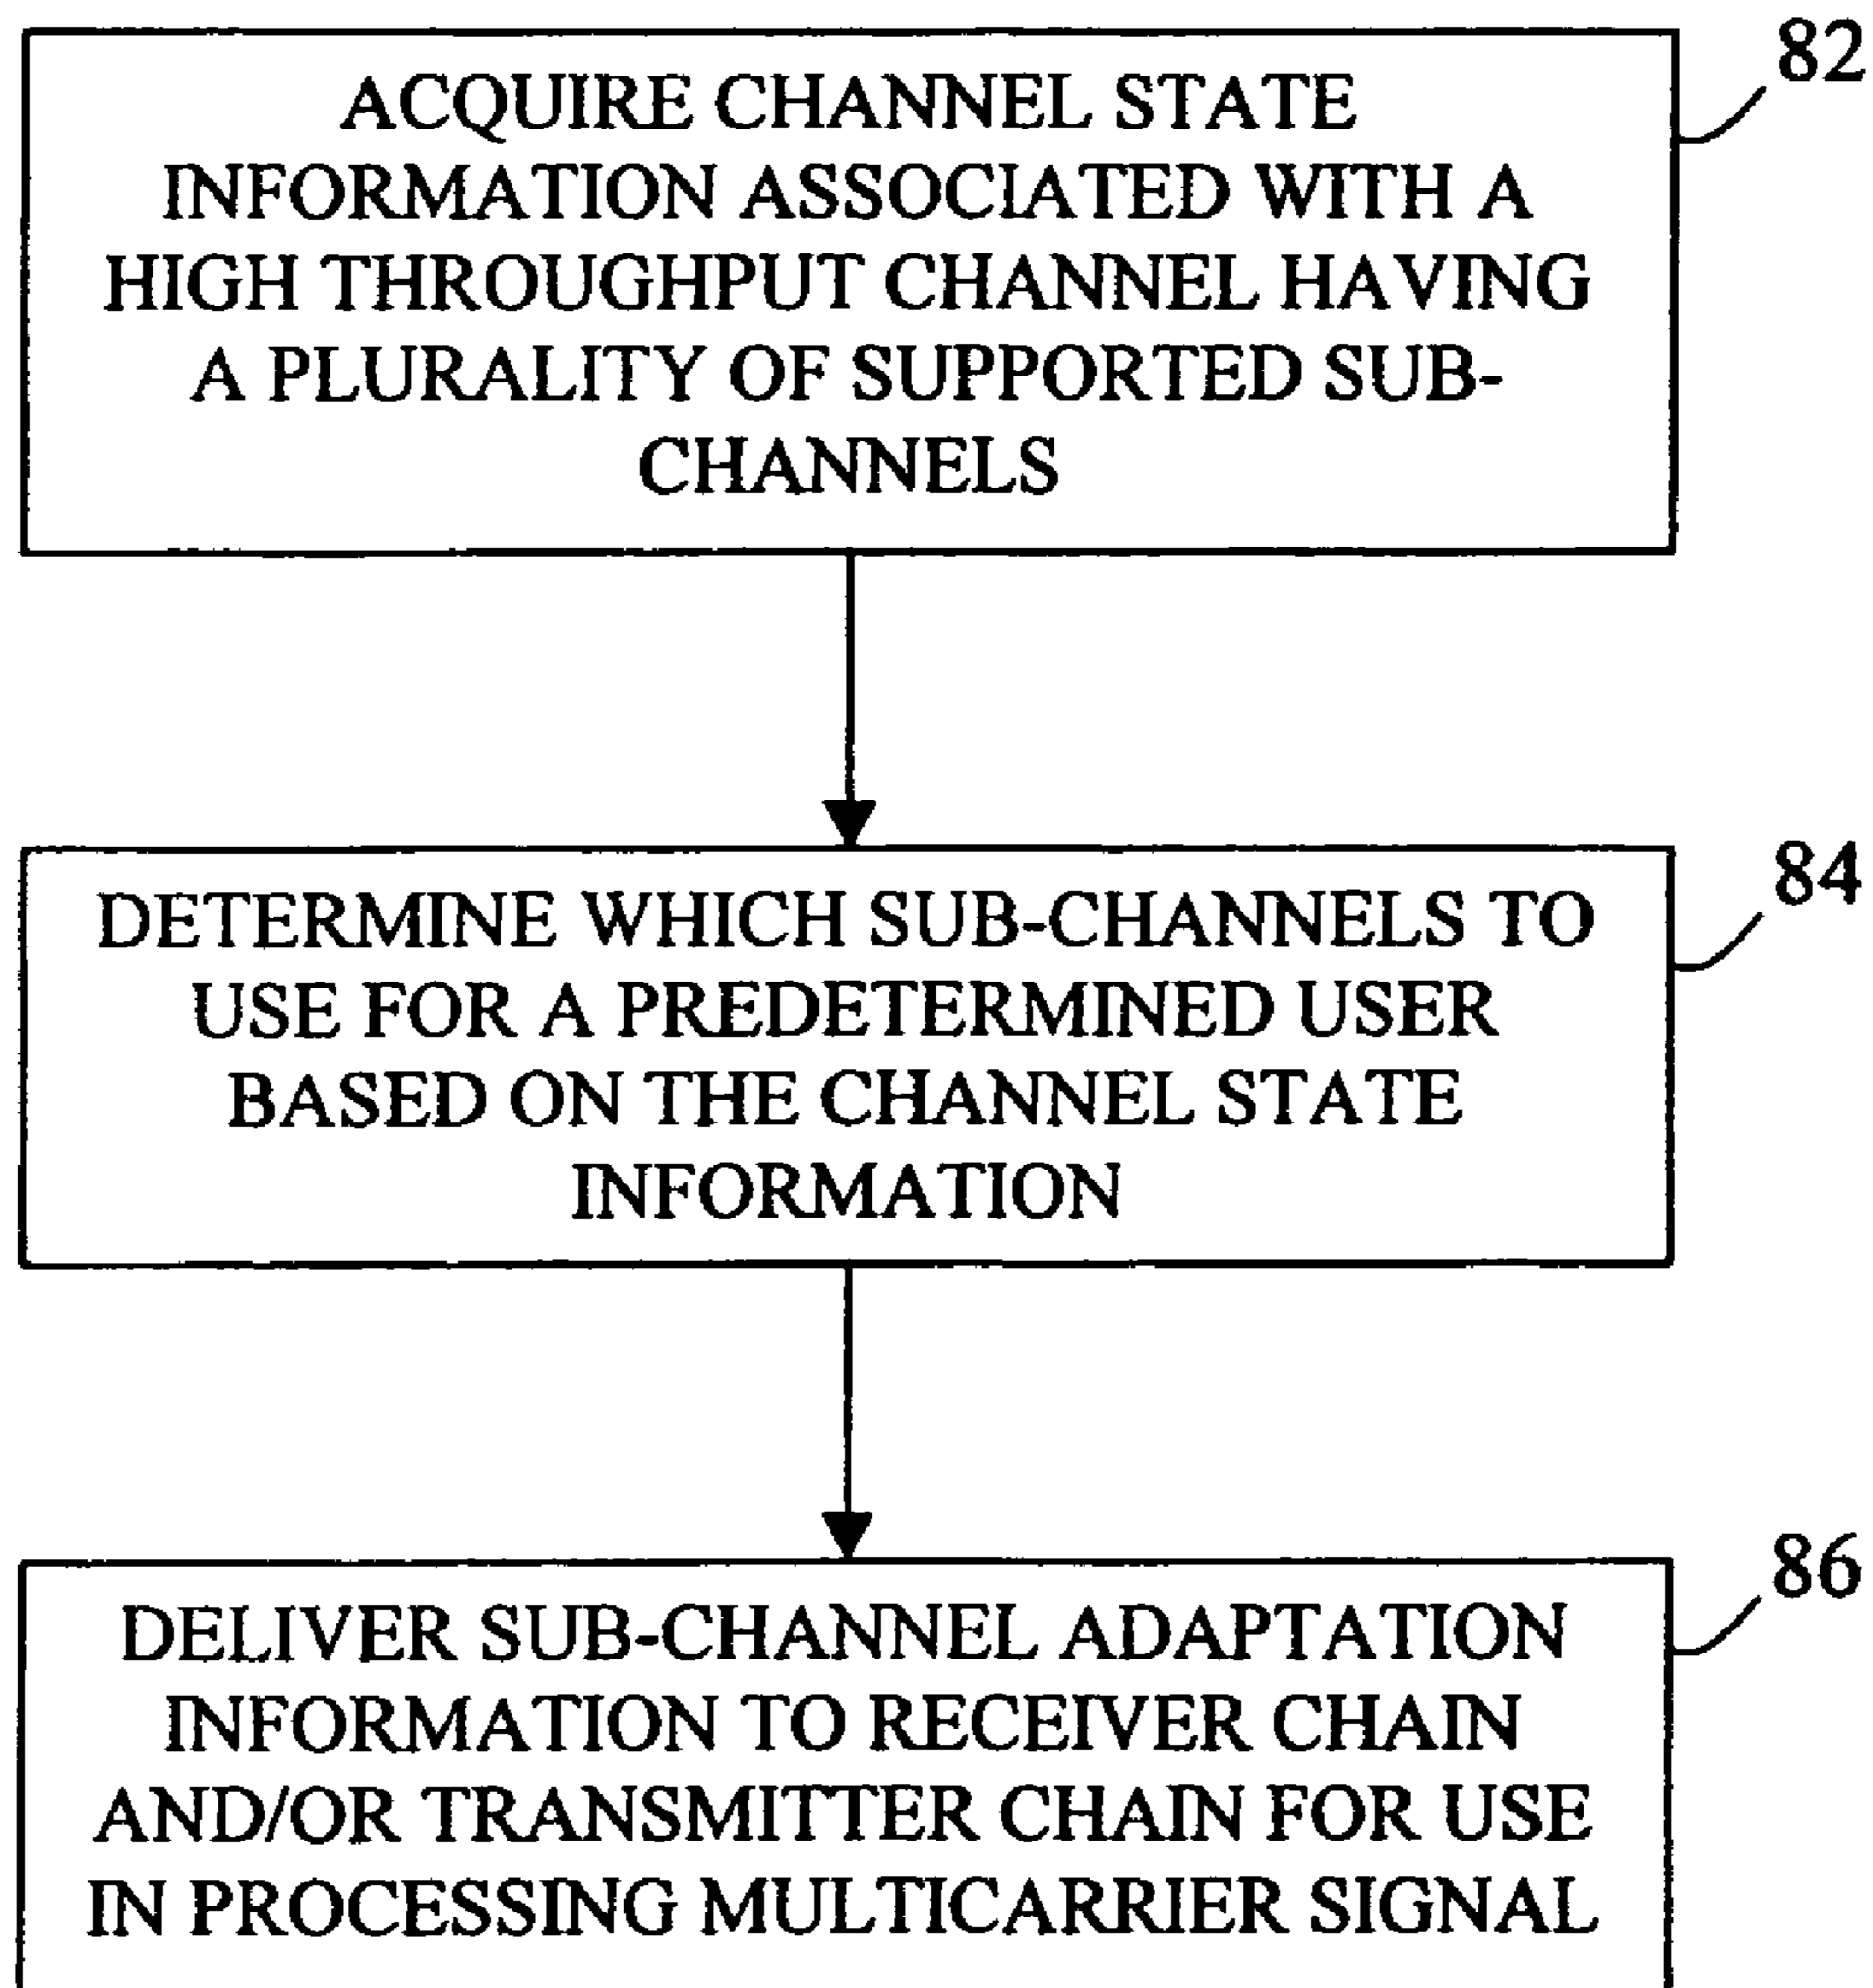 82
ACQUIRE CHANNEL STATE
INFORMATION ASSOCIATED WITH A
HIGH THROUGHPUT CHANNEL HAVING
A PLURALITY OF SUPPORTED SUB-
CHANNELS
84
DETERMINE WHICH SUB-CHANNELS TO
USE FOR A PREDETERMINED USER
BASED ON THE CHANNEL STATE
INFORMATION
86
DELIVER SUB-CHANNEL ADAPTATION
INFORMATION TO RECEIVER CHAIN
AND/OR TRANSMITTER CHAIN FOR USE
IN PROCESSING MULTICARRIER SIGNAL